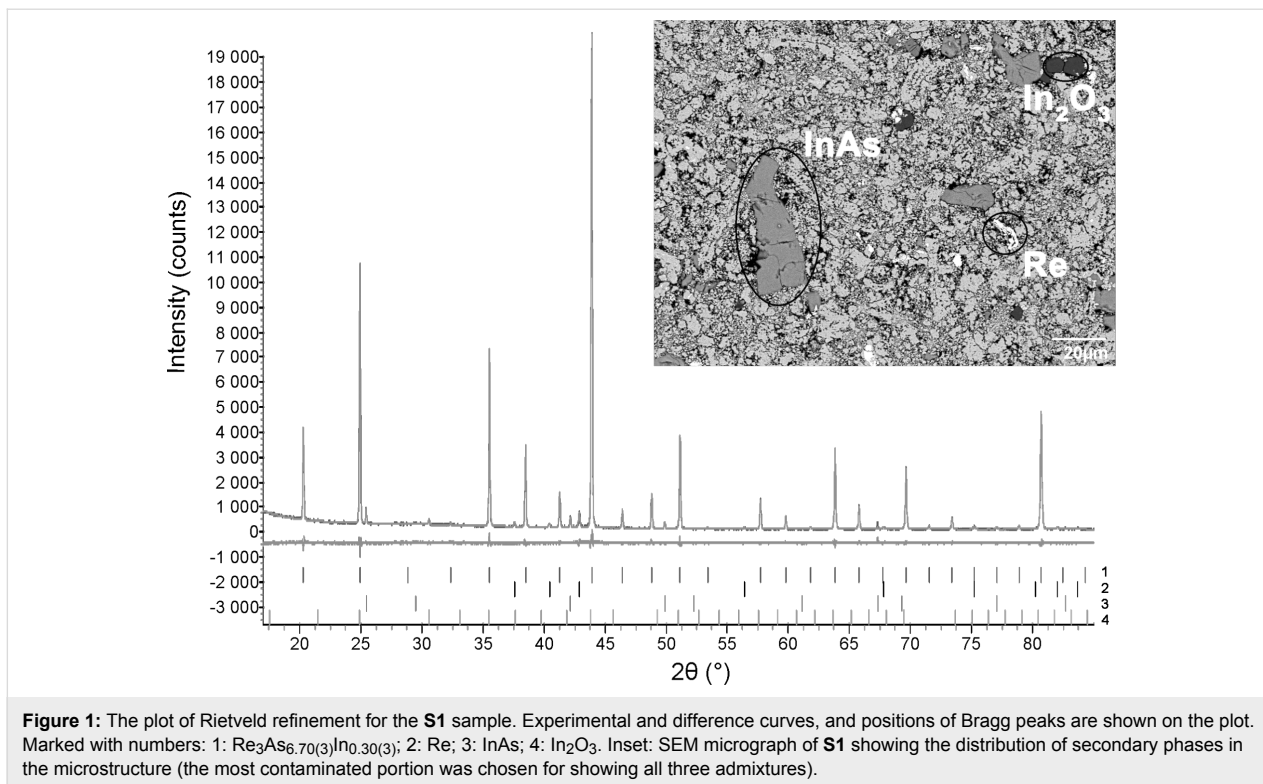 19 000
18 000
17 000
16 000
15 000
14 000
13 000
12 000
11 000
10 000
9 000
8 000
7 000
6 000
5 000
4 000
3 000
2 000
1 000
0
-1 000
-2 000
-3 000
Intensity (counts)
In₂O₃
InAs
Re
20µm
1
2
3
4
20 25 30 35 40 45 50 55 60 65 70 75 80
2θ (°)
Figure 1: The plot of Rietveld refinement for the S1 sample. Experimental and difference curves, and positions of Bragg peaks are shown on the plot.
Marked with numbers: 1: Re₃As₆.₇₀₍₃₎In₀.₃₀₍₃₎; 2: Re; 3: InAs; 4: In₂O₃. Inset: SEM micrograph of S1 showing the distribution of secondary phases in
the microstructure (the most contaminated portion was chosen for showing all three admixtures).